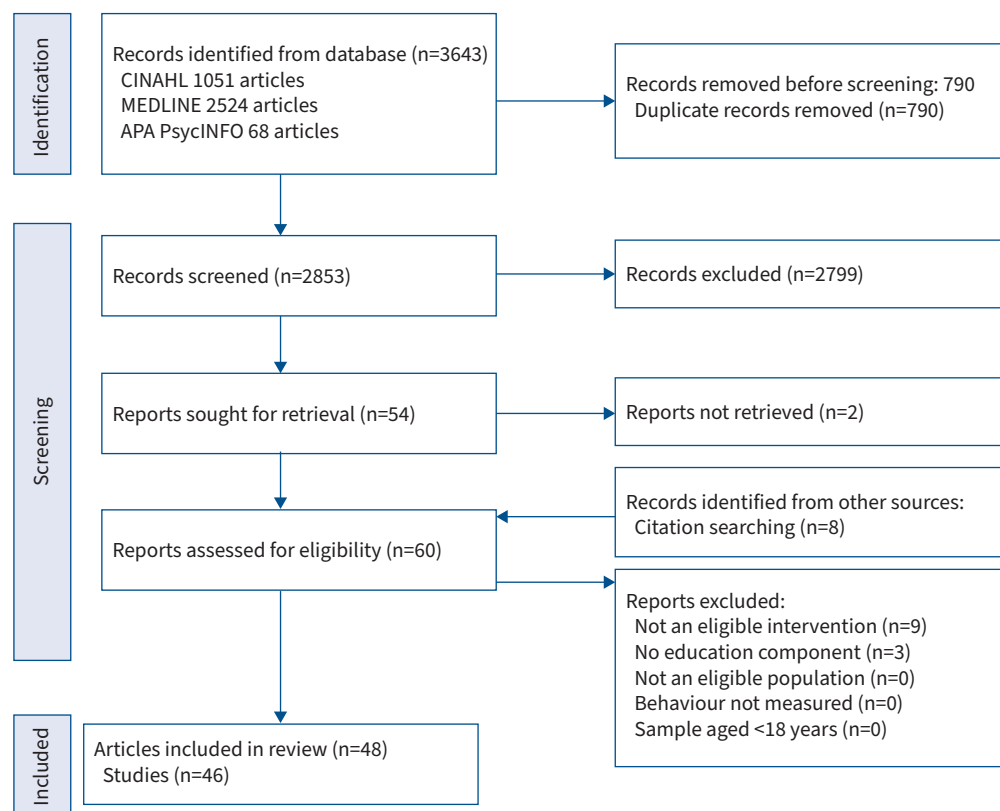 Identification
Records identified from database (n=3643)
CINAHL 1051 articles
MEDLINE 2524 articles
APA PsycINFO 68 articles
Records removed before screening: 790
Duplicate records removed (n=790)
Screening
Records screened (n=2853)
Records excluded (n=2799)
Reports sought for retrieval (n=54)
Reports not retrieved (n=2)
Records identified from other sources:
Citation searching (n=8)
Reports assessed for eligibility (n=60)
Reports excluded:
Not an eligible intervention (n=9)
No education component (n=3)
Not an eligible population (n=0)
Behaviour not measured (n=0)
Sample aged <18 years (n=0)
Included
Articles included in review (n=48)
Studies (n=46)